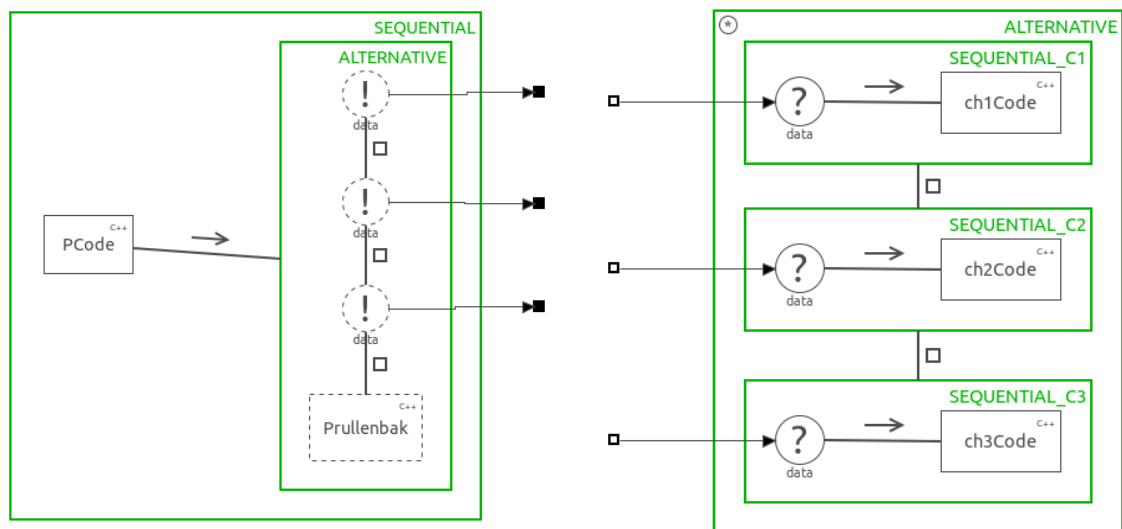 SEQUENTIAL
ALTERNATIVE
!
data
!
data
!
data
C++
PCode
C++
Prullenbak
*
ALTERNATIVE
SEQUENTIAL_C1
?
data
C++
ch1Code
SEQUENTIAL_C2
?
data
C++
ch2Code
SEQUENTIAL_C3
?
data
C++
ch3Code